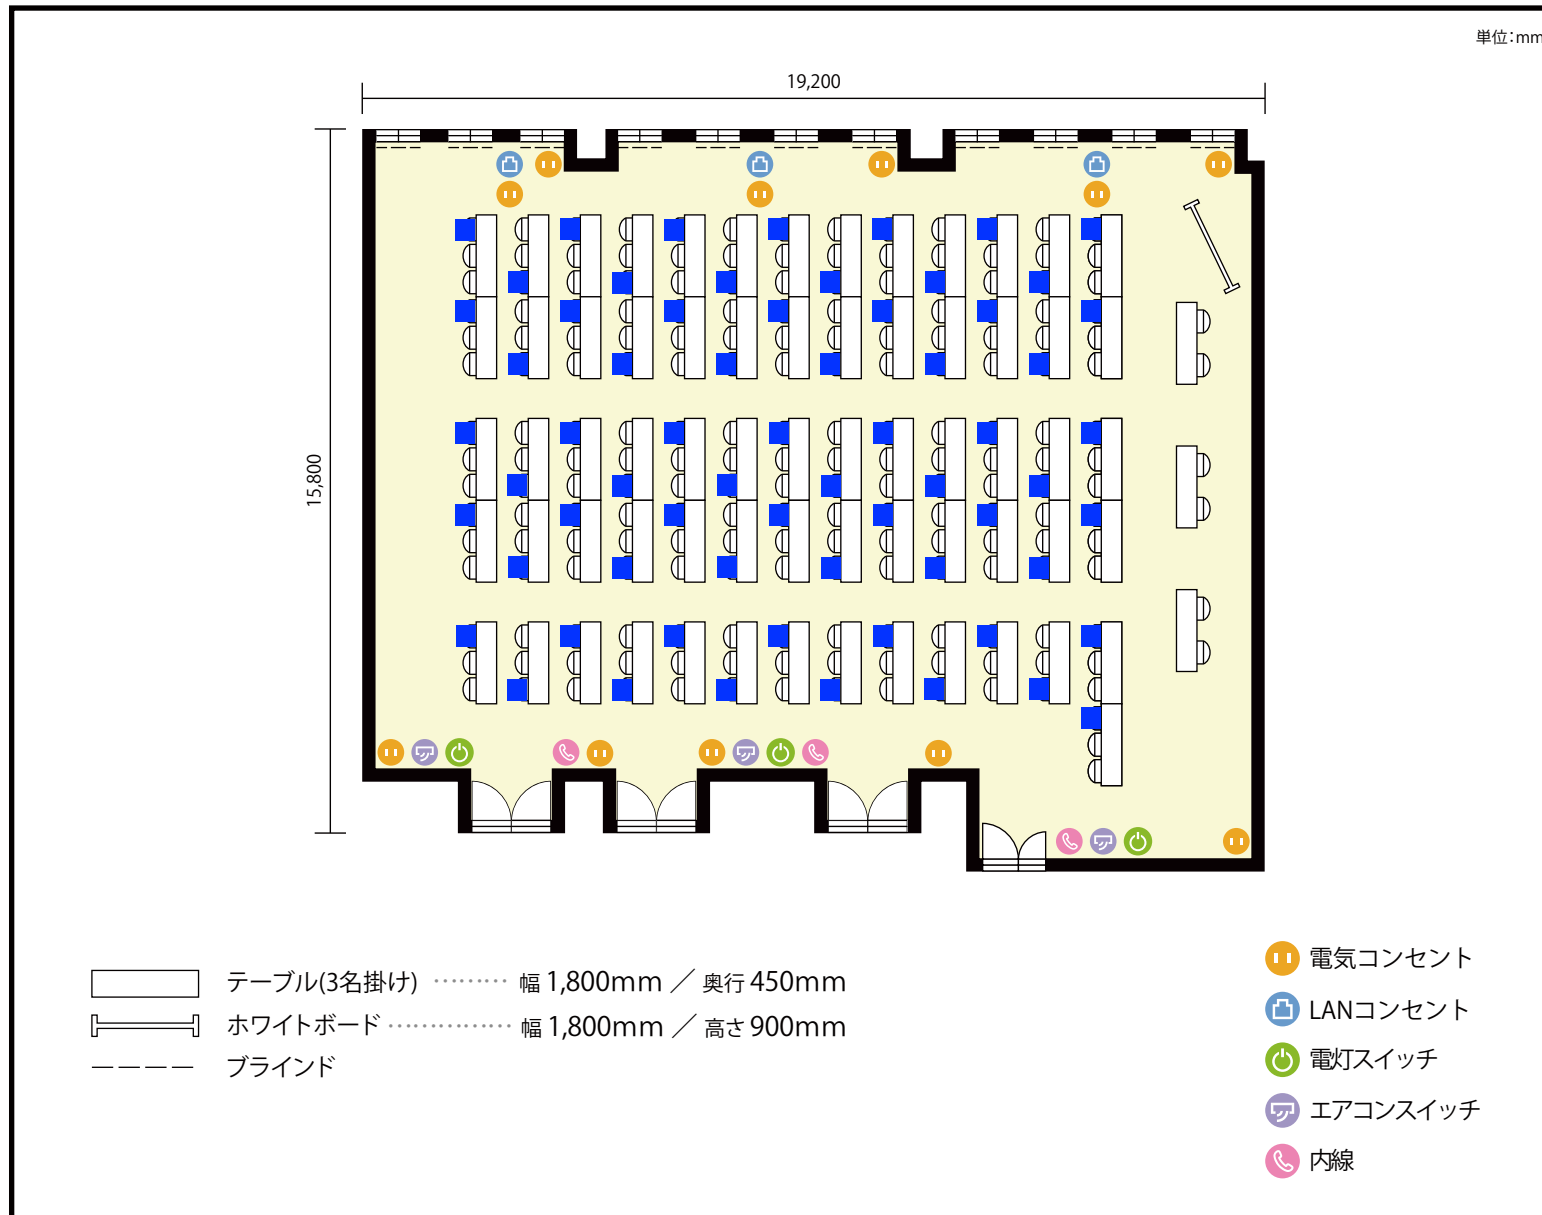 単位:mm
19,200
15,800
テーブル(3名掛け) ········ 幅 1,800mm ／ 奥行 450mm
ホワイトボード ·············· 幅 1,800mm ／ 高さ 900mm
ブラインド
電気コンセント
LANコンセント
電灯スイッチ
エアコンスイッチ
内線